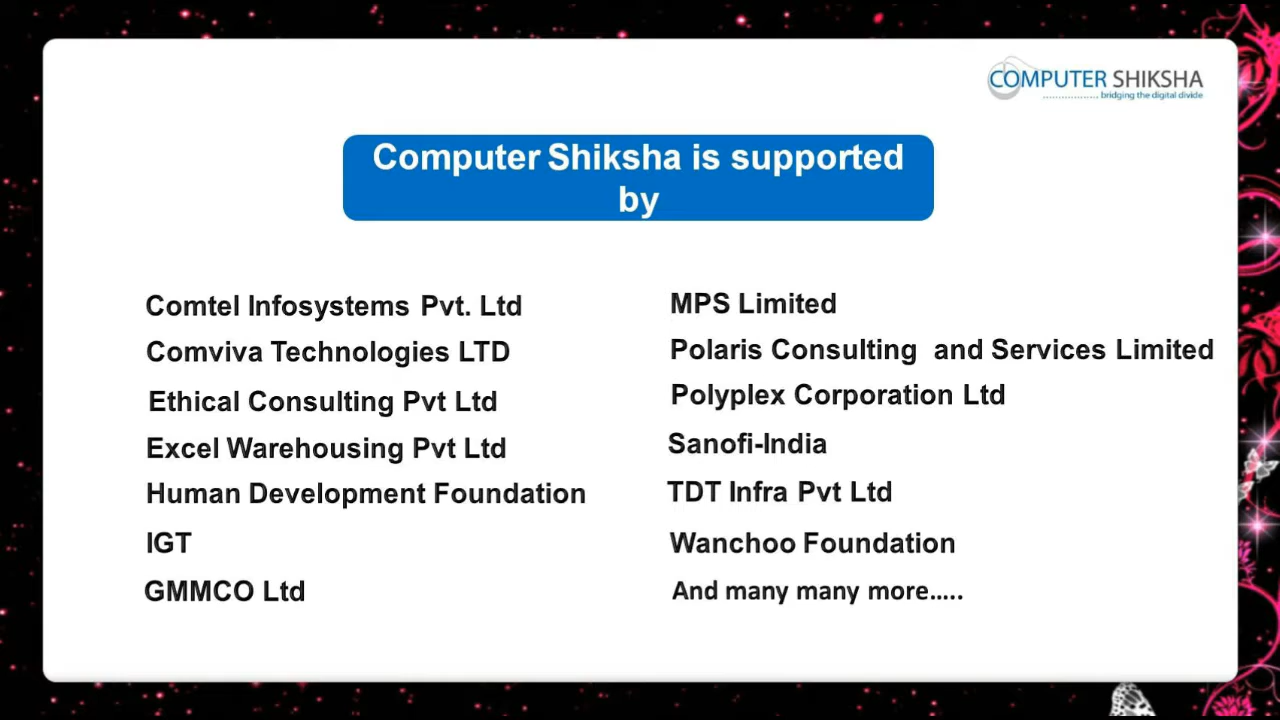 COMPUTER SHIKSHA
bridging the digital divide
Computer Shiksha is supported
by
Comtel Infosystems Pvt. Ltd
Comviva Technologies LTD
Ethical Consulting Pvt Ltd
Excel Warehousing Pvt Ltd
Human Development Foundation
IGT
GMMCO Ltd
MPS Limited
Polaris Consulting and Services Limited
Polyplex Corporation Ltd
Sanofi-India
TDT Infra Pvt Ltd
Wanchoo Foundation
And many many more.....